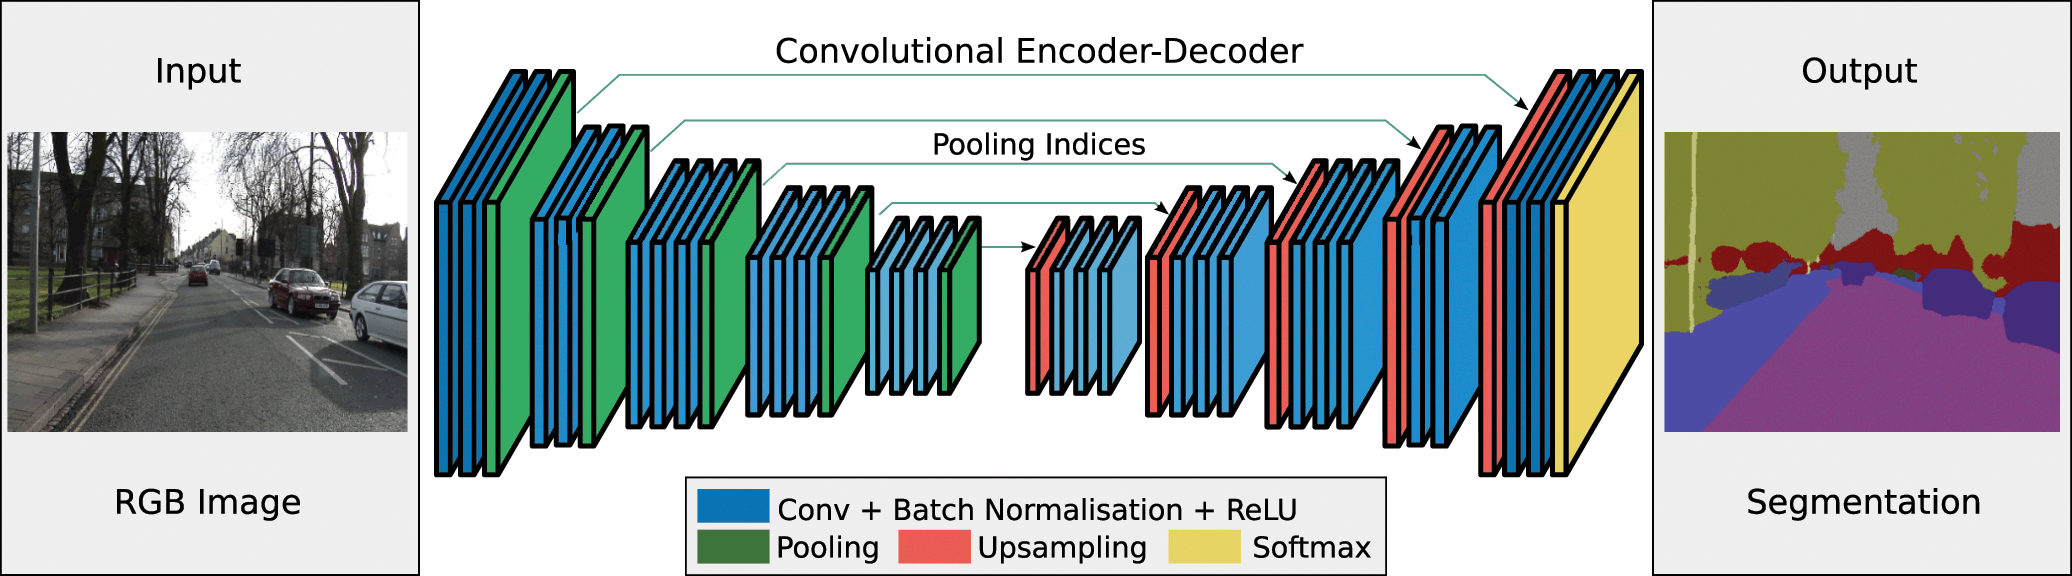 Input
RGB Image
Convolutional Encoder-Decoder
Pooling Indices
Conv + Batch Normalisation + ReLU
Pooling Upsampling Softmax
Output
Segmentation